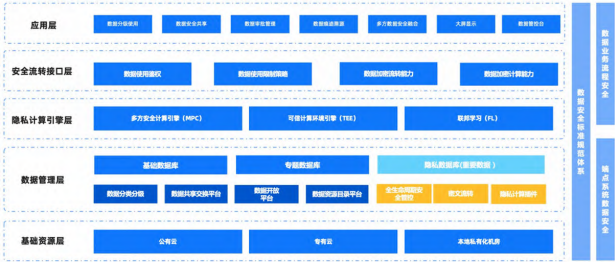 应用层
数据分级使用
数据安全共享
数据审批管理
数据痕迹溯源
多方数据安全融合
大屏显示
数据管控台
安全流转接口层
数据使用鉴权
数据使用限制策略
数据加密流转能力
数据加密计算能力
隐私计算引擎层
多方安全计算引擎（MPC）
可信计算环境引擎（TEE）
联邦学习（FL）
数据管理层
基础数据库
专题数据库
隐私数据库(重要数据）
数据分类分级
数据共享交换平台
数据开放
平台
数据资源目录平台
全生命周期安
全管控
密文流转
隐私计算组件
基础资源层
公有云
专有云
本地私有化机房
数据安全标准规范体系
数据业务流程安全
端点系统数据安全